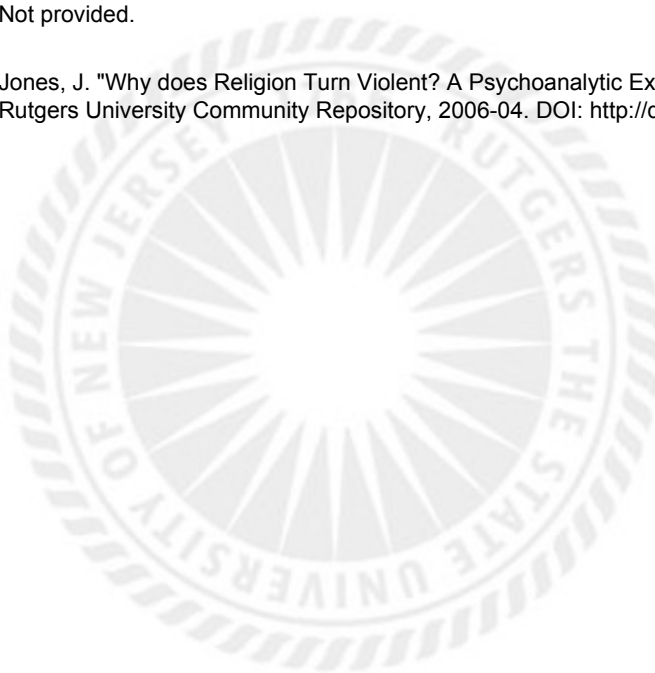 Not provided.
Jones, J. "Why does Religion Turn Violent? A Psychoanalytic Ex
Rutgers University Community Repository, 2006-04. DOI: http://d
RUTGERS THE STATE UNIVERSITY OF NEW JERSEY